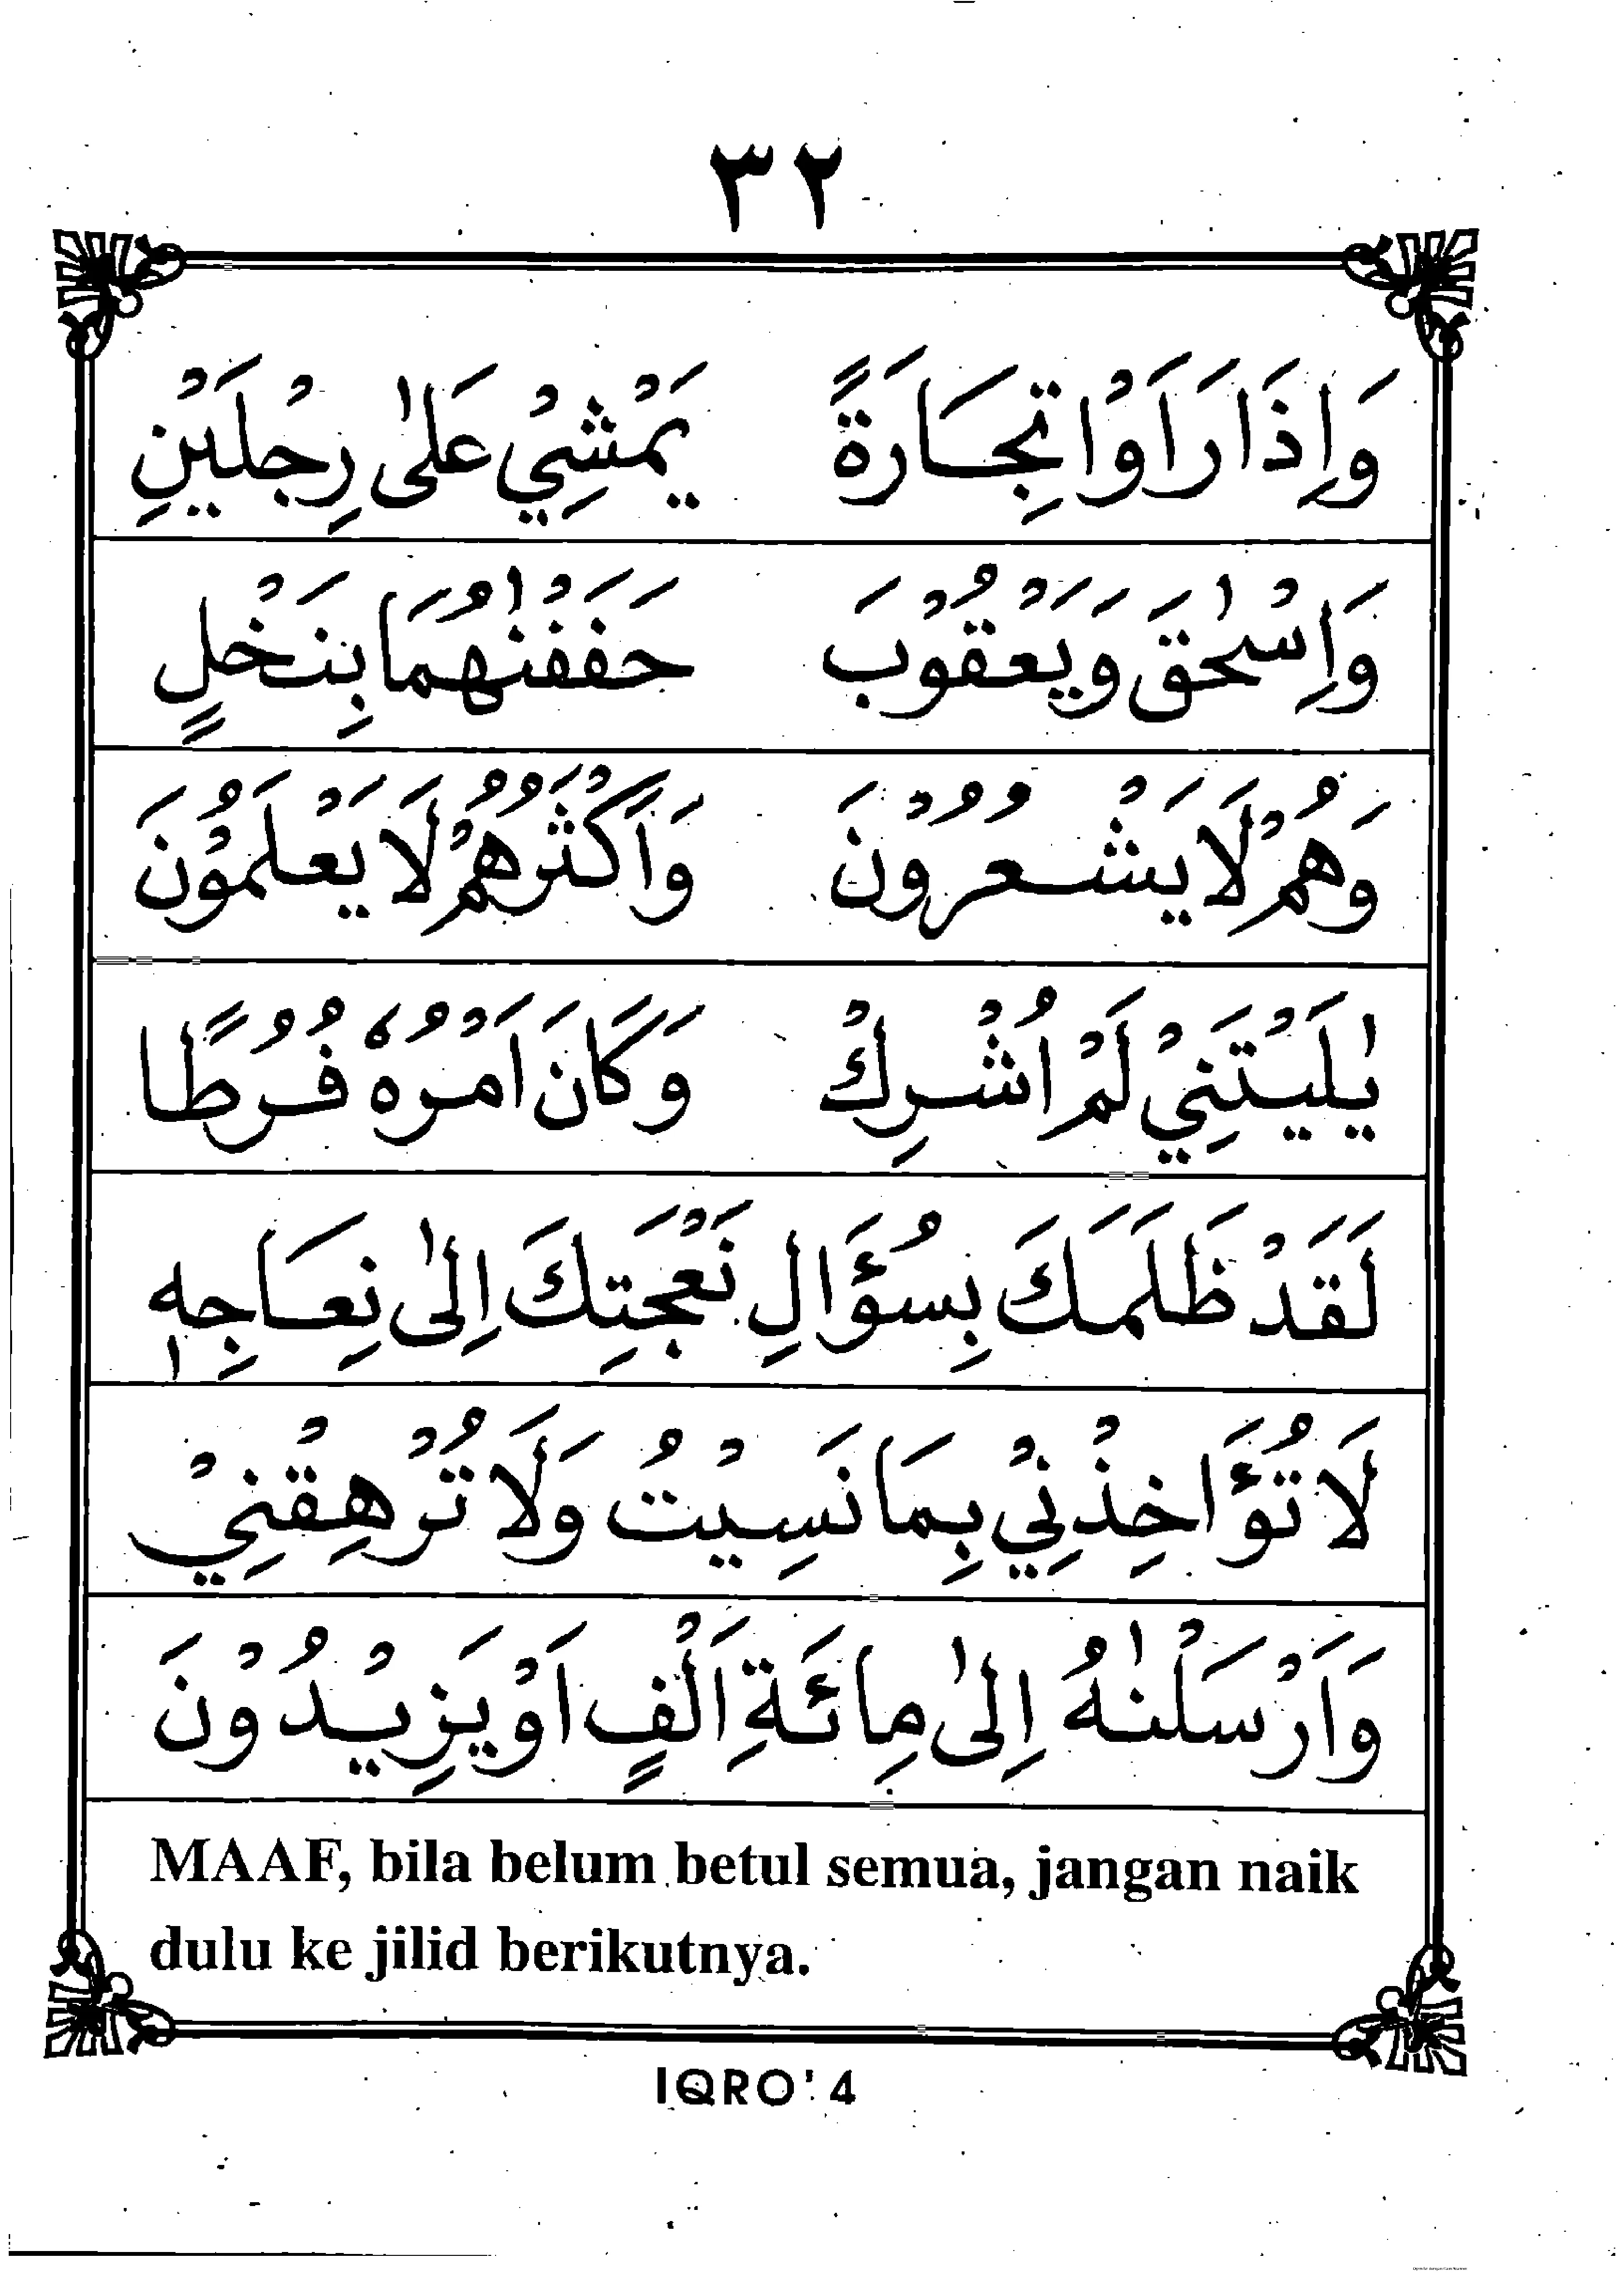 ٣٢
وَاِذَا رَاَوْا تِجَارَةً يَمْشِيْ عَلٰى رِجْلَيْنِ
وَاِسْحٰقَ وَيَعْقُوْبَ حَفَفْنٰهُمَا بِنَخْلٍ
وَهُمْ لَا يَشْعُرُوْنَ وَاَكْثَرُهُمْ لَا يَعْلَمُوْنَ
يٰلَيْتَنِيْ لَمْ اُشْرِكْ وَكَانَ اَمْرُهٗ فُرُطًا
لَقَدْ ظَلَمَكَ بِسُؤَالِ نَعْجَتِكَ اِلٰى نِعَاجِهٖ
لَا تُؤَاخِذْنِيْ بِمَا نَسِيْتُ وَلَا تُرْهِقْنِيْ
وَاَرْسَلْنٰهُ اِلٰى مِائَةِ اَلْفٍ اَوْ يَزِيْدُوْنَ
MAAF, bila belum betul semua, jangan naik
dulu ke jilid berikutnya.
IQRO' 4